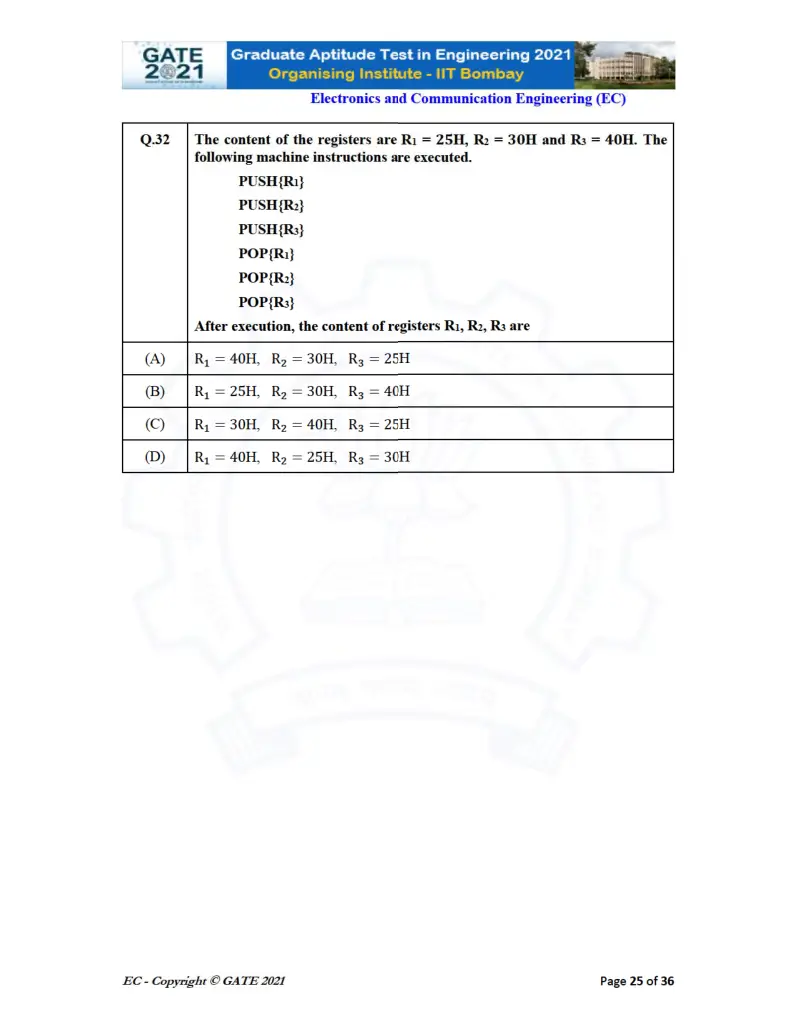 GATE
2021
Graduate Aptitude Test in Engineering 2021
Organising Institute - IIT Bombay
Electronics and Communication Engineering (EC)
Q.32 The content of the registers are R₁ = 25H, R₂ = 30H and R₃ = 40H. The
following machine instructions are executed.
PUSH{R₁}
PUSH{R₂}
PUSH{R₃}
POP{R₁}
POP{R₂}
POP{R₃}
After execution, the content of registers R₁, R₂, R₃ are
(A) R₁ = 40H, R₂ = 30H, R₃ = 25H
(B) R₁ = 25H, R₂ = 30H, R₃ = 40H
(C) R₁ = 30H, R₂ = 40H, R₃ = 25H
(D) R₁ = 40H, R₂ = 25H, R₃ = 30H
EC - Copyright © GATE 2021 Page 25 of 36